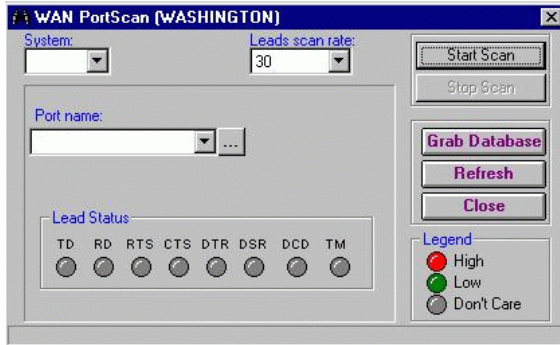 WAN PortScan (WASHINGTON)
System:
Leads scan rate:
30
Start Scan
Stop Scan
Port name:
...
Grab Database
Refresh
Close
Lead Status
TD RD RTS CTS DTR DSR DCD TM
Legend
High
Low
Don't Care